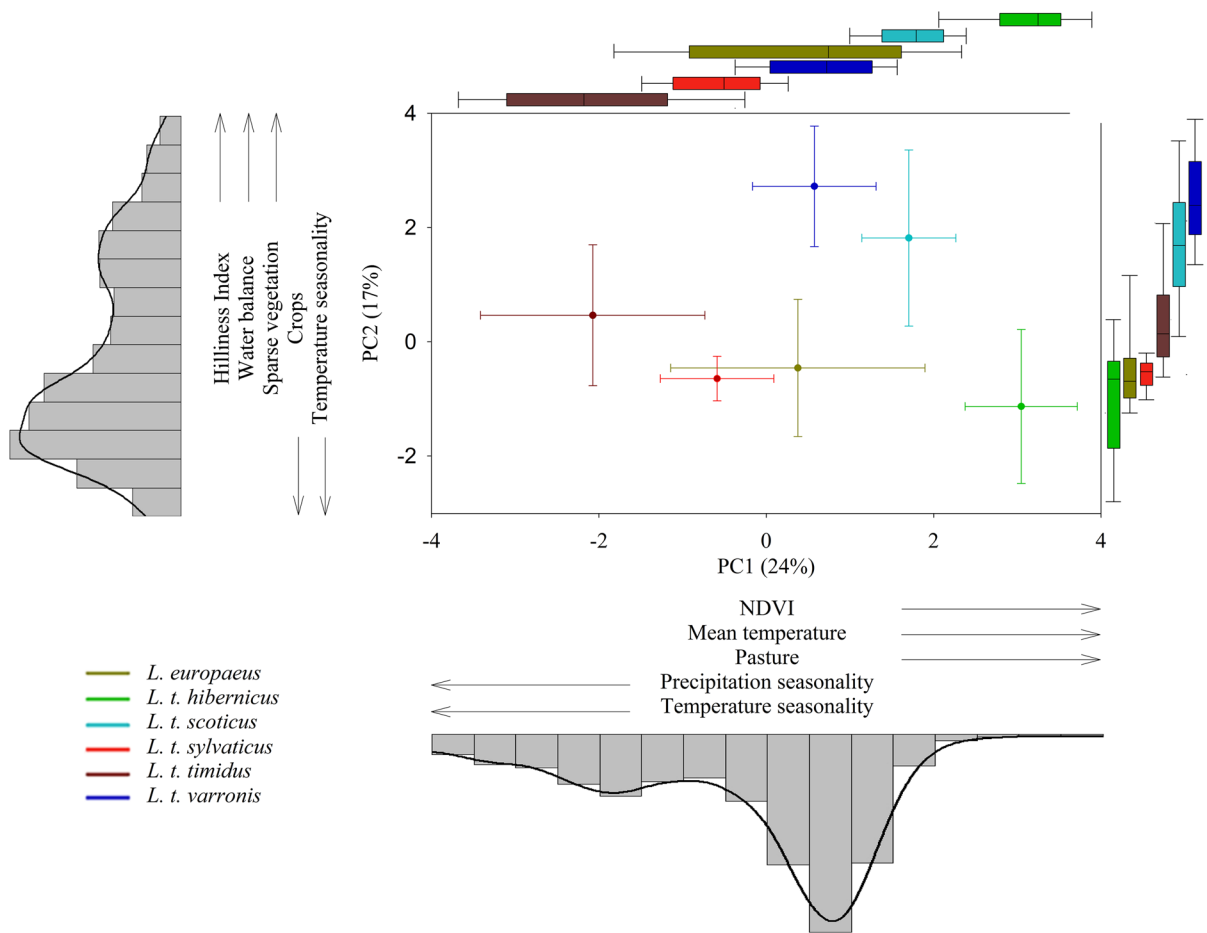 4
2
0
-2
PC2 (17%)
Hilliness Index
Water balance
Sparse vegetation
Crops
Temperature seasonality
-4
-2
0
2
4
PC1 (24%)
NDVI
Mean temperature
Pasture
Precipitation seasonality
Temperature seasonality
L. europaeus
L. t. hibernicus
L. t. scoticus
L. t. sylvaticus
L. t. timidus
L. t. varronis